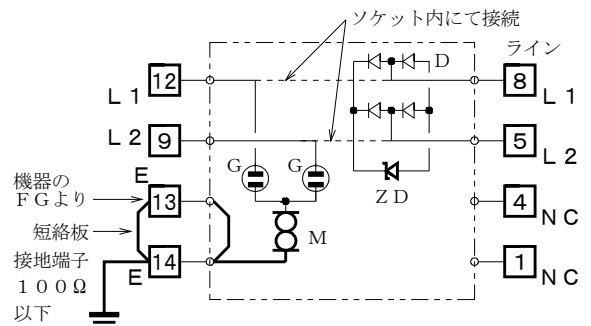 ソケット内にて接続
ライン
12
D
8
L1
L1
L2
9
5
L2
G
G
ZD
機器の
FGより
E
13
4
NC
短絡板
M
接地端子
14
1
NC
E
100Ω
以下